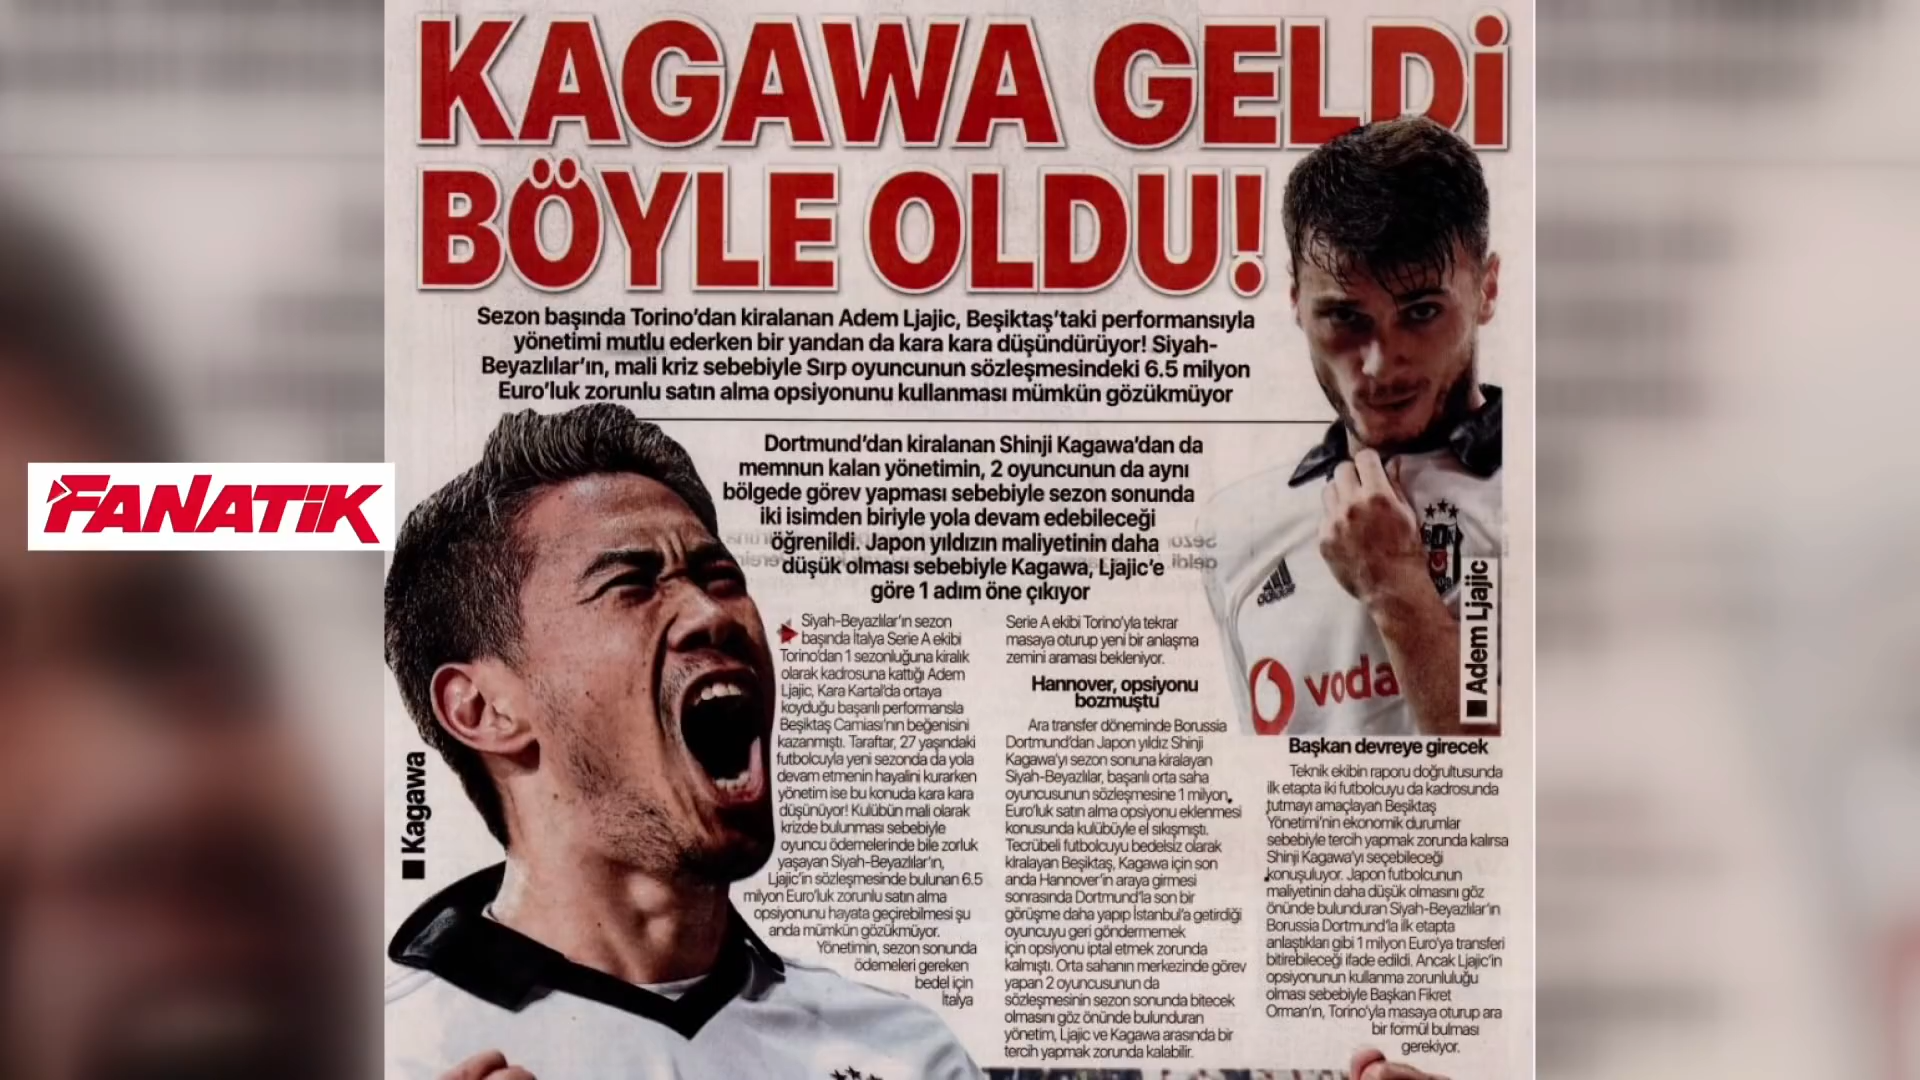 KAGAWA GELDİ
BÖYLE OLDU!
Sezon başında Torino'dan kiralanan Adem Ljajic, Beşiktaş'taki performansıyla
yönetimi mutlu ederken bir yandan da kara kara düşündürüyor! Siyah-
Beyazlılar'ın, mali kriz sebebiyle Sırp oyuncunun sözleşmesindeki 6.5 milyon
Euro'luk zorunlu satın alma opsiyonunu kullanması mümkün gözükmüyor
Dortmund'dan kiralanan Shinji Kagawa'dan da
memnun kalan yönetimin, 2 oyuncunun da aynı
bölgede görev yapması sebebiyle sezon sonunda
iki isimden biriyle yola devam edebileceği
öğrenildi. Japon yıldızın maliyetinin daha
düşük olması sebebiyle Kagawa, Ljajic'e
göre 1 adım öne çıkıyor
FANATİK
Kagawa
Siyah-Beyazlılar'ın sezon
başında İtalya Serie A ekibi
Torino'dan 1 sezonluğuna kiralık
olarak kadrosuna kattığı Adem
Ljajic, Kara Kartal'da ortaya
koyduğu başarılı performansla
Beşiktaş Camiası'nın beğenisini
kazanmıştı. Taraftar, 27 yaşındaki
futbolcuyla yeni sezonda da yola
devam etmenin hayalini kurarken
yönetim ise bu konuda kara kara
düşünüyor! Kulübün mali olarak
krizde bulunması sebebiyle
oyuncu ödemelerinde bile zorluk
yaşayan Siyah-Beyazlılar'ın,
Ljajic'in sözleşmesinde bulunan 6.5
milyon Euro'luk zorunlu satın alma
opsiyonunu hayata geçirebilmesi şu
anda mümkün gözükmüyor.
Yönetimin, sezon sonunda
ödemeleri gereken
bedel için
İtalya
Serie A ekibi Torino'yla tekrar
masaya oturup yeni bir anlaşma
zemini araması bekleniyor.
Hannover, opsiyonu
bozmuştu
Ara transfer döneminde Borussia
Dortmund'dan Japon yıldız Shinji
Kagawa'yı sezon sonuna kiralayan
Siyah-Beyazlılar, başarılı orta saha
oyuncusunun sözleşmesine 1 milyon
Euro'luk satın alma opsiyonu eklenmesi
konusunda kulübüyle el sıkışmıştı.
Tecrübeli futbolcuyu bedelsiz olarak
kiralayan Beşiktaş, Kagawa için son
anda Hannover'in araya girmesi
sonrasında Dortmund'la son bir
görüşme daha yapıp İstanbul'a getirdiği
oyuncuyu geri göndermemek
için opsiyonu iptal etmek zorunda
kalmıştı. Orta sahanın merkezinde görev
yapan 2 oyuncusunun da
sözleşmesinin sezon sonunda bitecek
olmasını göz önünde bulunduran
yönetim, Ljajic ve Kagawa arasında bir
tercih yapmak zorunda kalabilir.
adidas
BJK
voda
Adem Ljajic
Başkan devreye girecek
Teknik ekibin raporu doğrultusunda
ilk etapta iki futbolcuyu da kadrosunda
tutmayı amaçlayan Beşiktaş
Yönetimi'nin ekonomik durumlar
sebebiyle tercih yapmak zorunda kalırsa
Shinji Kagawa'yı seçebileceği
konuşuluyor. Japon futbolcunun
maliyetinin daha düşük olmasını göz
önünde bulunduran Siyah-Beyazlılar'ın
Borussia Dortmund'la ilk etapta
anlaştıkları gibi 1 milyon Euro'ya transferi
bitirebileceği ifade edildi. Ancak Ljajic'in
opsiyonunun kullanma zorunluluğu
olması sebebiyle Başkan Fikret
Orman'ın, Torino'yla masaya oturup ara
bir formül bulması
gerekiyor.